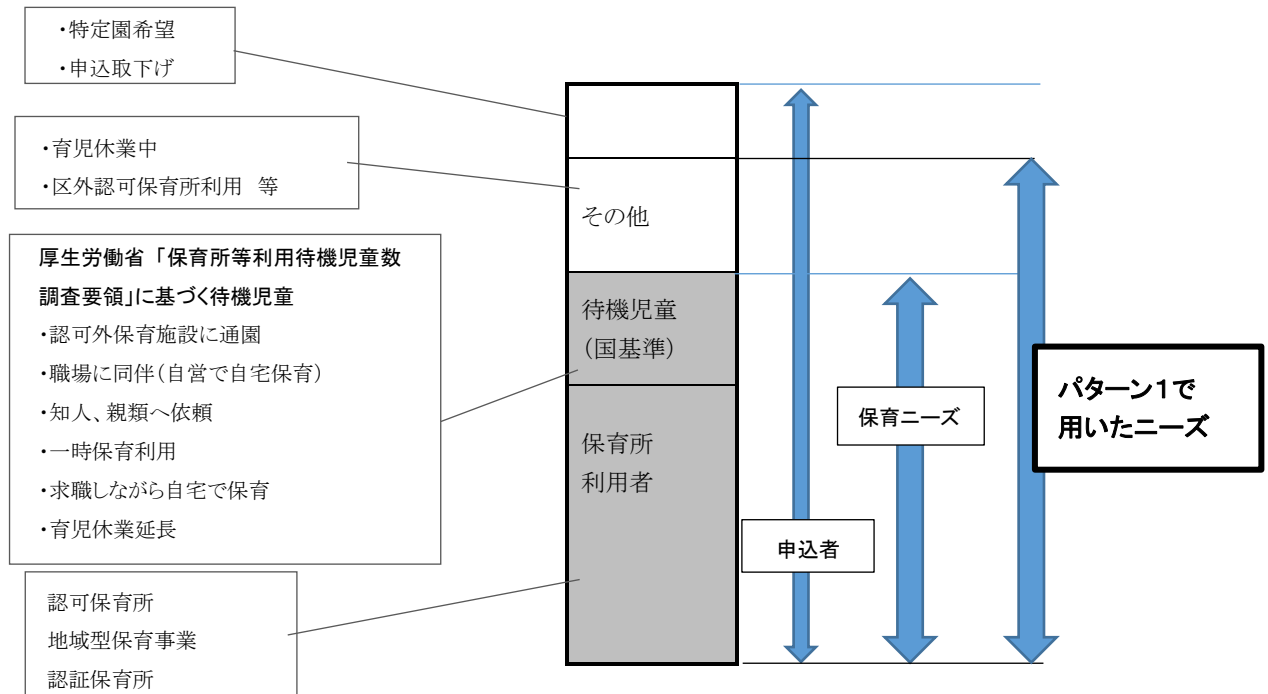 ・特定園希望
・申込取下げ
・育児休業中
・区外認可保育所利用　等
厚生労働省「保育所等利用待機児童数
調査要領」に基づく待機児童
・認可外保育施設に通園
・職場に同伴（自営で自宅保育）
・知人、親類へ依頼
・一時保育利用
・求職しながら自宅で保育
・育児休業延長
認可保育所
地域型保育事業
認証保育所
その他
待機児童
（国基準）
保育所
利用者
申込者
保育ニーズ
パターン１で
用いたニーズ